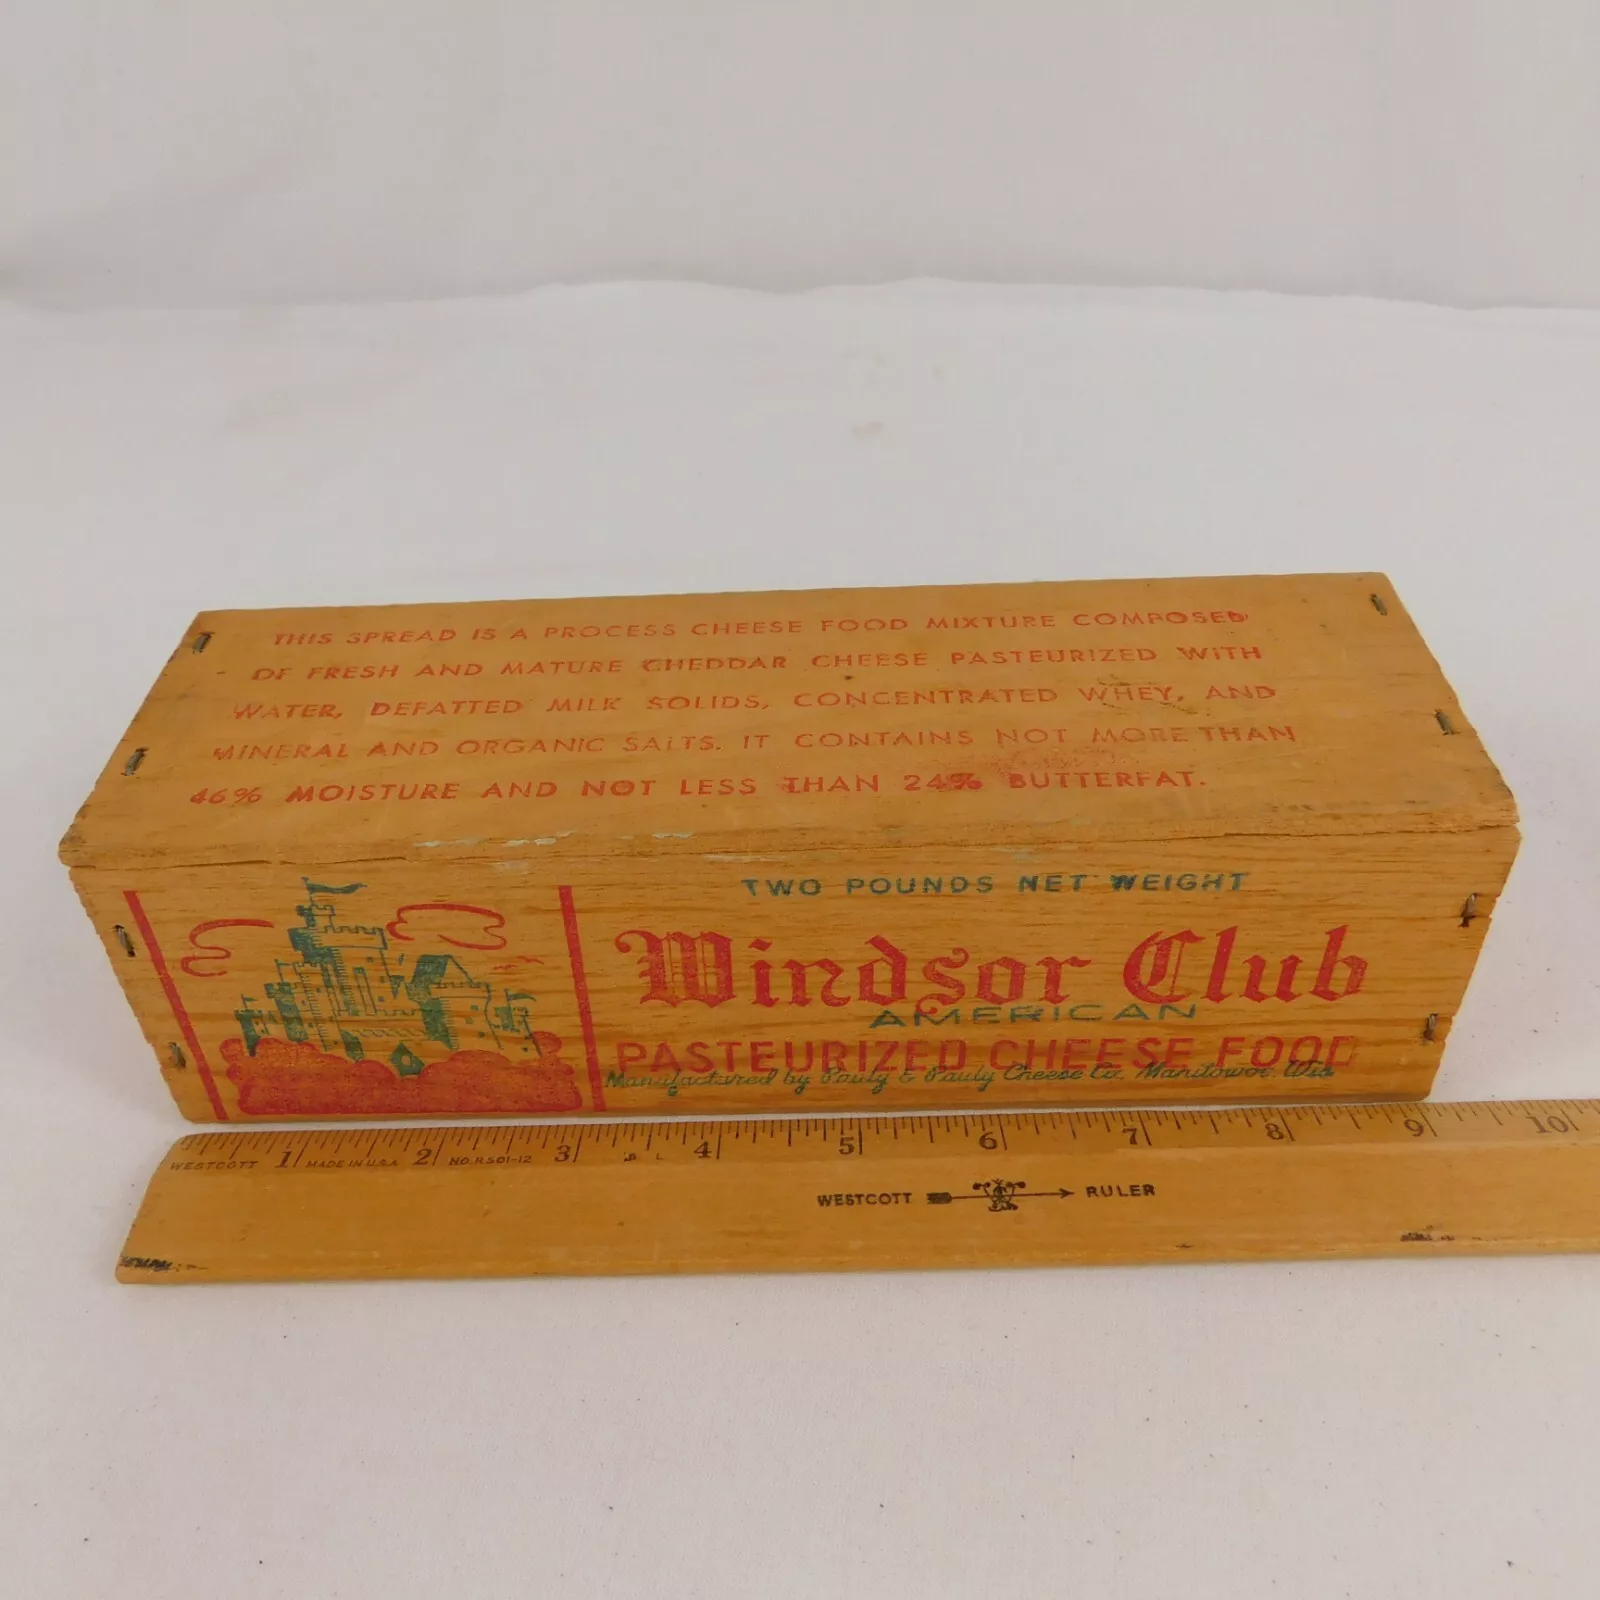 THIS SPREAD IS A PROCESS CHEESE FOOD MIXTURE COMPOSED
OF FRESH AND MATURE CHEDDAR CHEESE PASTEURIZED WITH
WATER, DEFATTED MILK SOLIDS, CONCENTRATED WHEY, AND
MINERAL AND ORGANIC SALTS. IT CONTAINS NOT MORE THAN
46% MOISTURE AND NOT LESS THAN 24% BUTTERFAT.
TWO POUNDS NET WEIGHT
Windsor Club
AMERICAN
PASTEURIZED CHEESE FOOD
Manufactured by Pauly & Pauly Cheese Co. Manitowoc. Wis
1 2 3 4 5 6 7 8 9 10
WESTCOTT MADE IN U.S.A. NO. R501-12
WESTCOTT RULER